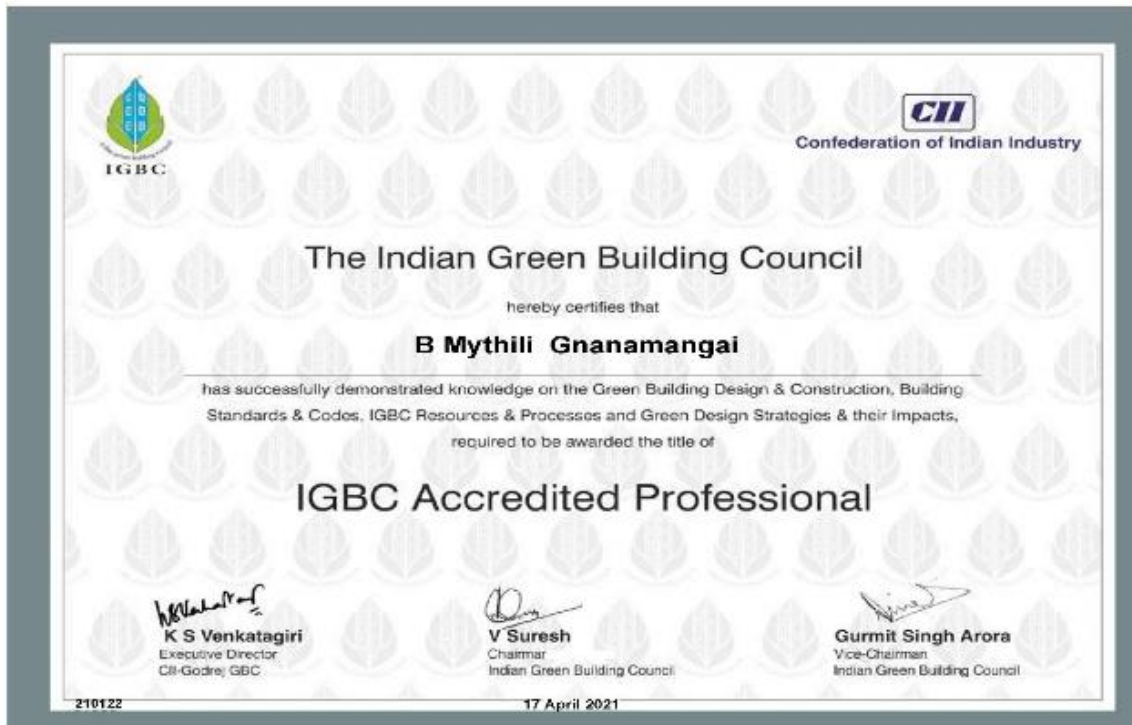 IGBC
CII
Confederation of Indian Industry
The Indian Green Building Council
hereby certifies that
B Mythili Gnanamangai
has successfully demonstrated knowledge on the Green Building Design & Construction, Building
Standards & Codes, IGBC Resources & Processes and Green Design Strategies & their Impacts,
required to be awarded the title of
IGBC Accredited Professional
K S Venkatagiri
Executive Director
CII-Godrej GBC
V Suresh
Chairman
Indian Green Building Council
Gurmit Singh Arora
Vice-Chairman
Indian Green Building Council
210122
17 April 2021